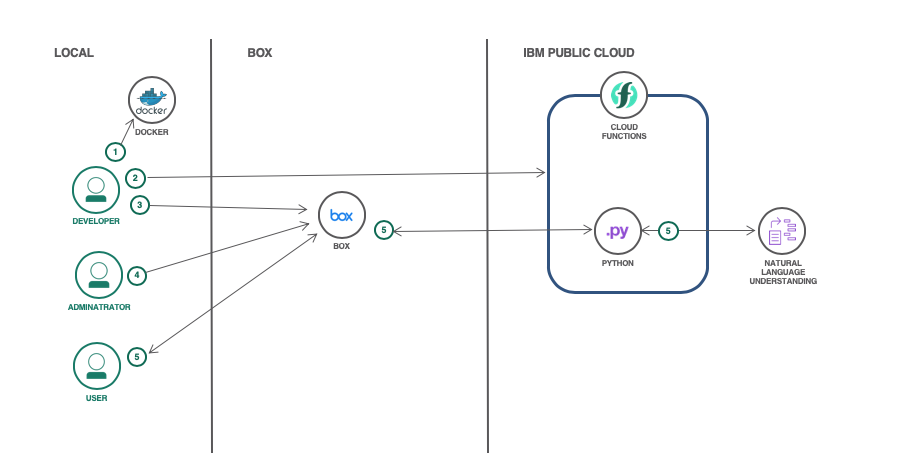 LOCAL
BOX
IBM PUBLIC CLOUD
docker
DOCKER
f
CLOUD
FUNCTIONS
1
2
3
DEVELOPER
box
BOX
5
.py
PYTHON
5
NATURAL
LANGUAGE
UNDERSTANDING
4
ADMINATRATOR
5
USER